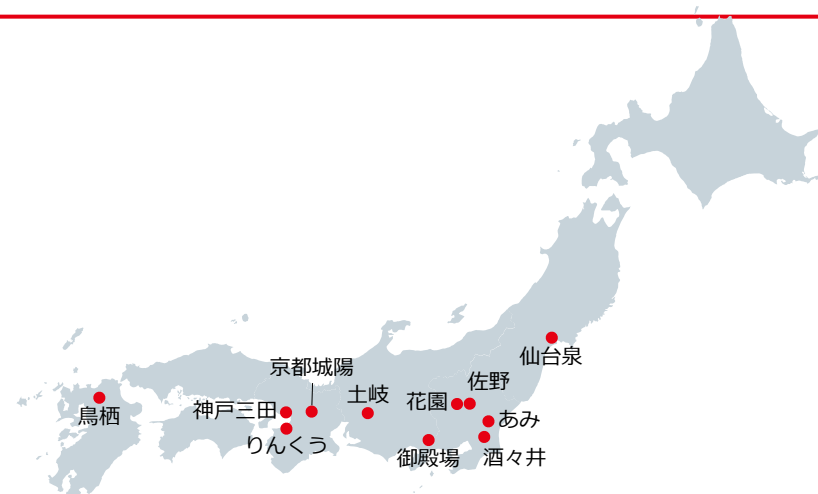 仙台泉
京都城陽
佐野
土岐
花園
神戸三田
鳥栖
あみ
りんくう
御殿場
酒々井